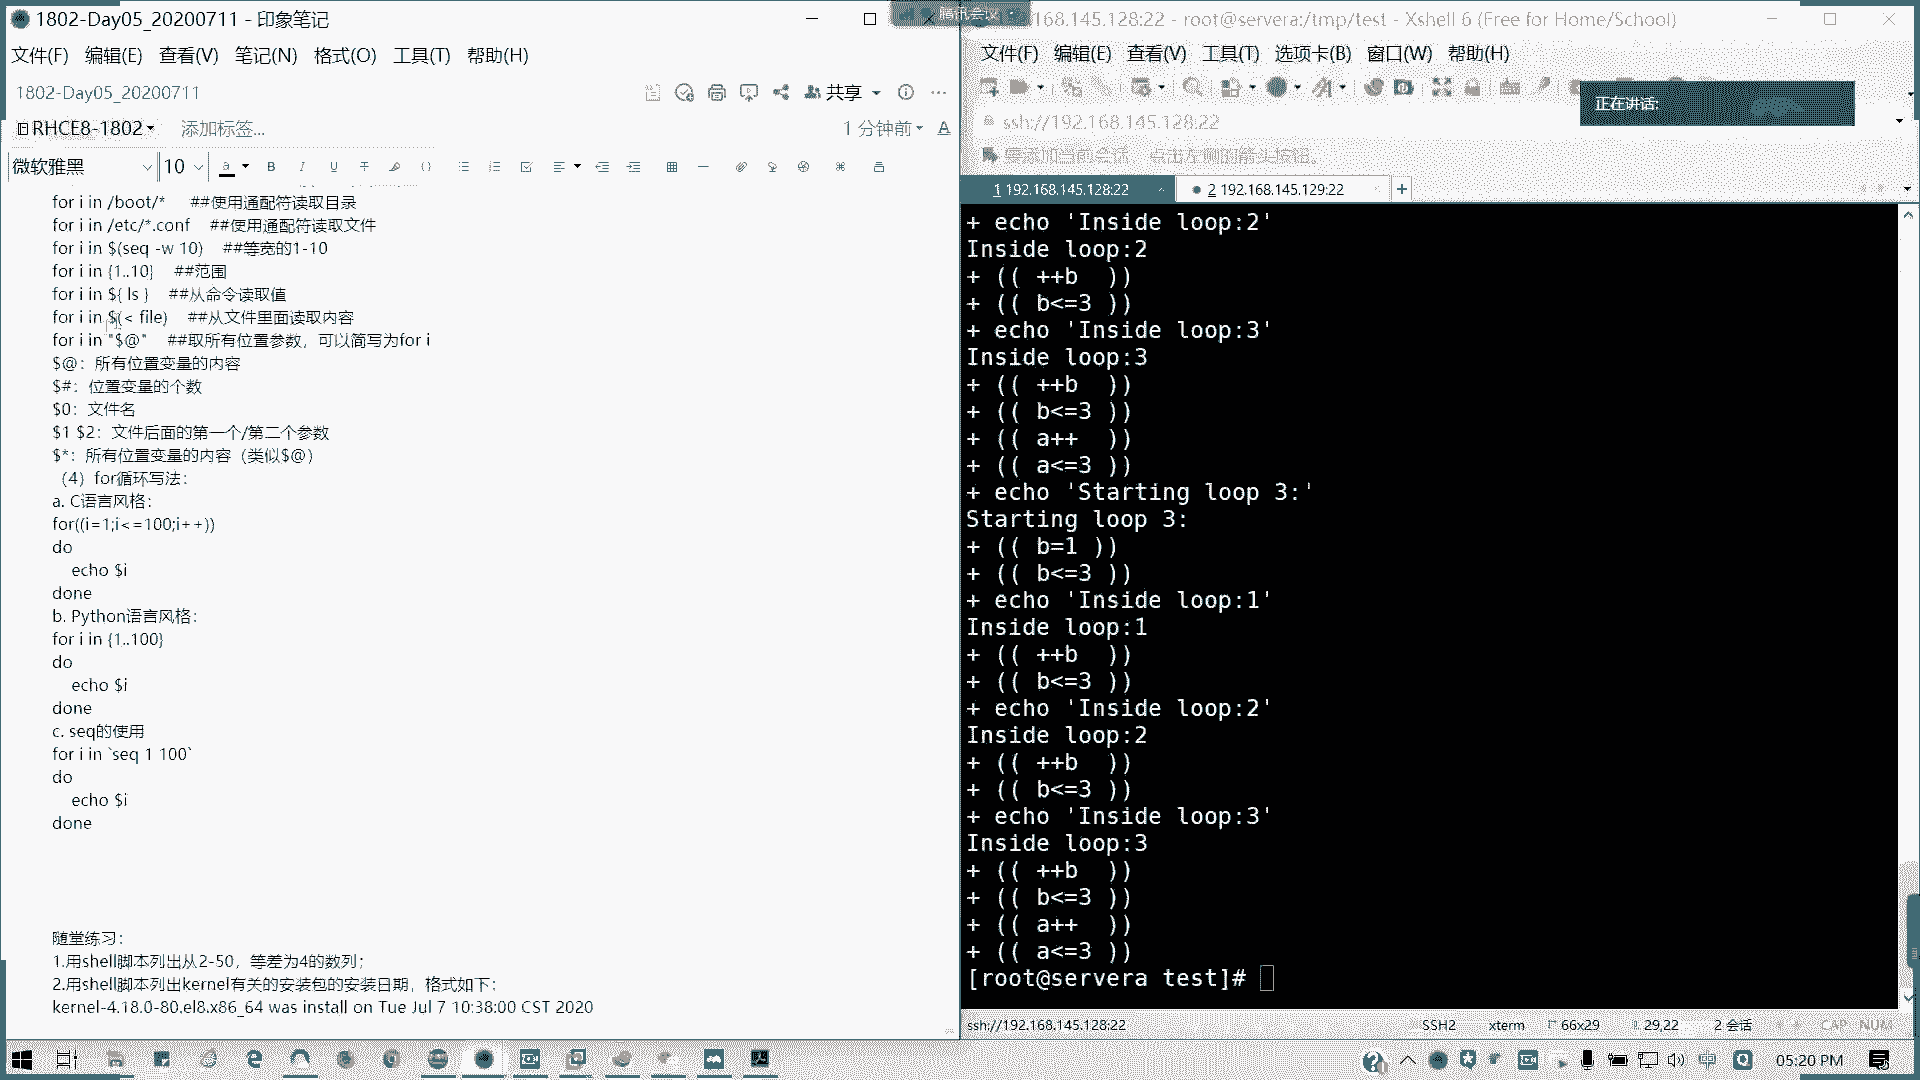 1802-Day05_20200711 - 印象笔记
文件(F) 编辑(E) 查看(V) 笔记(N) 格式(O) 工具(T) 帮助(H)
1802-Day05_20200711
共享
RHCE8-1802
添加标签...
1 分钟前
微软雅黑
10
for i in /boot/* ##使用通配符读取目录
for i in /etc/*.conf ##使用通配符读取文件
for i in $(seq -w 10) ##等宽的1-10
for i in {1..10} ##范围
for i in ${ ls } ##从命令读取值
for i in $(< file) ##从文件里面读取内容
for i in "$@" ##取所有位置参数，可以简写为for i
$@：所有位置变量的内容
$#：位置变量的个数
$0：文件名
$1 $2：文件后面的第一个/第二个参数
$*：所有位置变量的内容（类似$@）
（4）for循环写法：
a. C语言风格：
for((i=1;i<=100;i++))
do
echo $i
done
b. Python语言风格：
for i in {1..100}
do
echo $i
done
c. seq的使用
for i in `seq 1 100`
do
echo $i
done
随堂练习：
1.用shell脚本列出从2-50，等差为4的数列；
2.用shell脚本列出kernel有关的安装包的安装日期，格式如下：
kernel-4.18.0-80.el8.x86_64 was install on Tue Jul 7 10:38:00 CST 2020
腾讯会议
168.145.128:22 - root@servera:/tmp/test - Xshell 6 (Free for Home/School)
文件(F) 编辑(E) 查看(V) 工具(T) 选项卡(B) 窗口(W) 帮助(H)
正在讲话:
ssh://192.168.145.128:22
要添加当前会话，点击左侧的箭头按钮。
1 192.168.145.128:22
2 192.168.145.129:22
+ echo 'Inside loop:2'
Inside loop:2
+ (( ++b  ))
+ (( b<=3 ))
+ echo 'Inside loop:3'
Inside loop:3
+ (( ++b  ))
+ (( b<=3 ))
+ (( a++  ))
+ (( a<=3 ))
+ echo 'Starting loop 3:'
Starting loop 3:
+ (( b=1 ))
+ (( b<=3 ))
+ echo 'Inside loop:1'
Inside loop:1
+ (( ++b  ))
+ (( b<=3 ))
+ echo 'Inside loop:2'
Inside loop:2
+ (( ++b  ))
+ (( b<=3 ))
+ echo 'Inside loop:3'
Inside loop:3
+ (( ++b  ))
+ (( b<=3 ))
+ (( a++  ))
+ (( a<=3 ))
[root@servera test]#
ssh://192.168.145.128:22 SSH2 xterm 66x29 29,22 2 会话 CAP NUM
05:20 PM